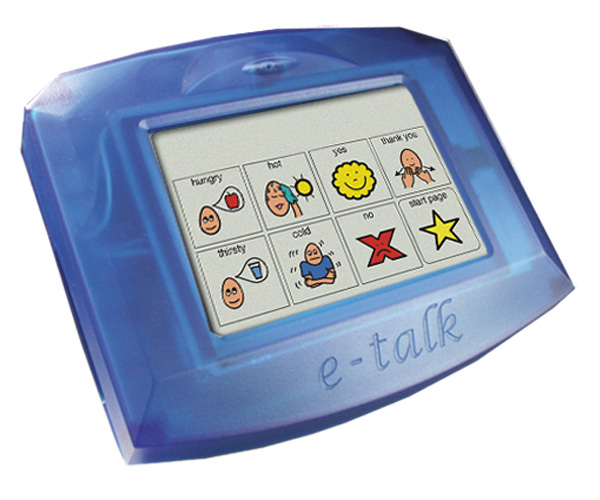 hungry
hot
yes
thank you
thirsty
cold
no
start page
e-talk